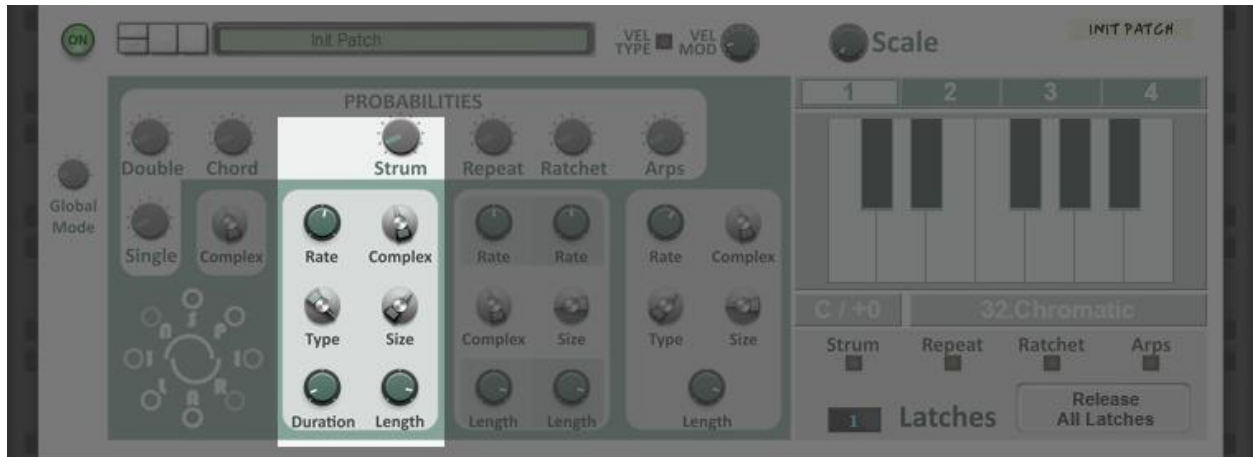 ON
Init Patch
VEL TYPE
VEL MOD
Scale
INIT PATCH
PROBABILITIES
Double
Chord
Strum
Repeat
Ratchet
Arps
Global
Mode
Single
Complex
Rate
Complex
Rate
Rate
Rate
Complex
Type
Size
Complex
Size
Type
Size
Duration
Length
Length
Length
Length
S
P
I
R
A
L
S
1 2 3 4
C / +0
32.Chromatic
Strum Repeat Ratchet Arps
1
Latches
Release
All Latches